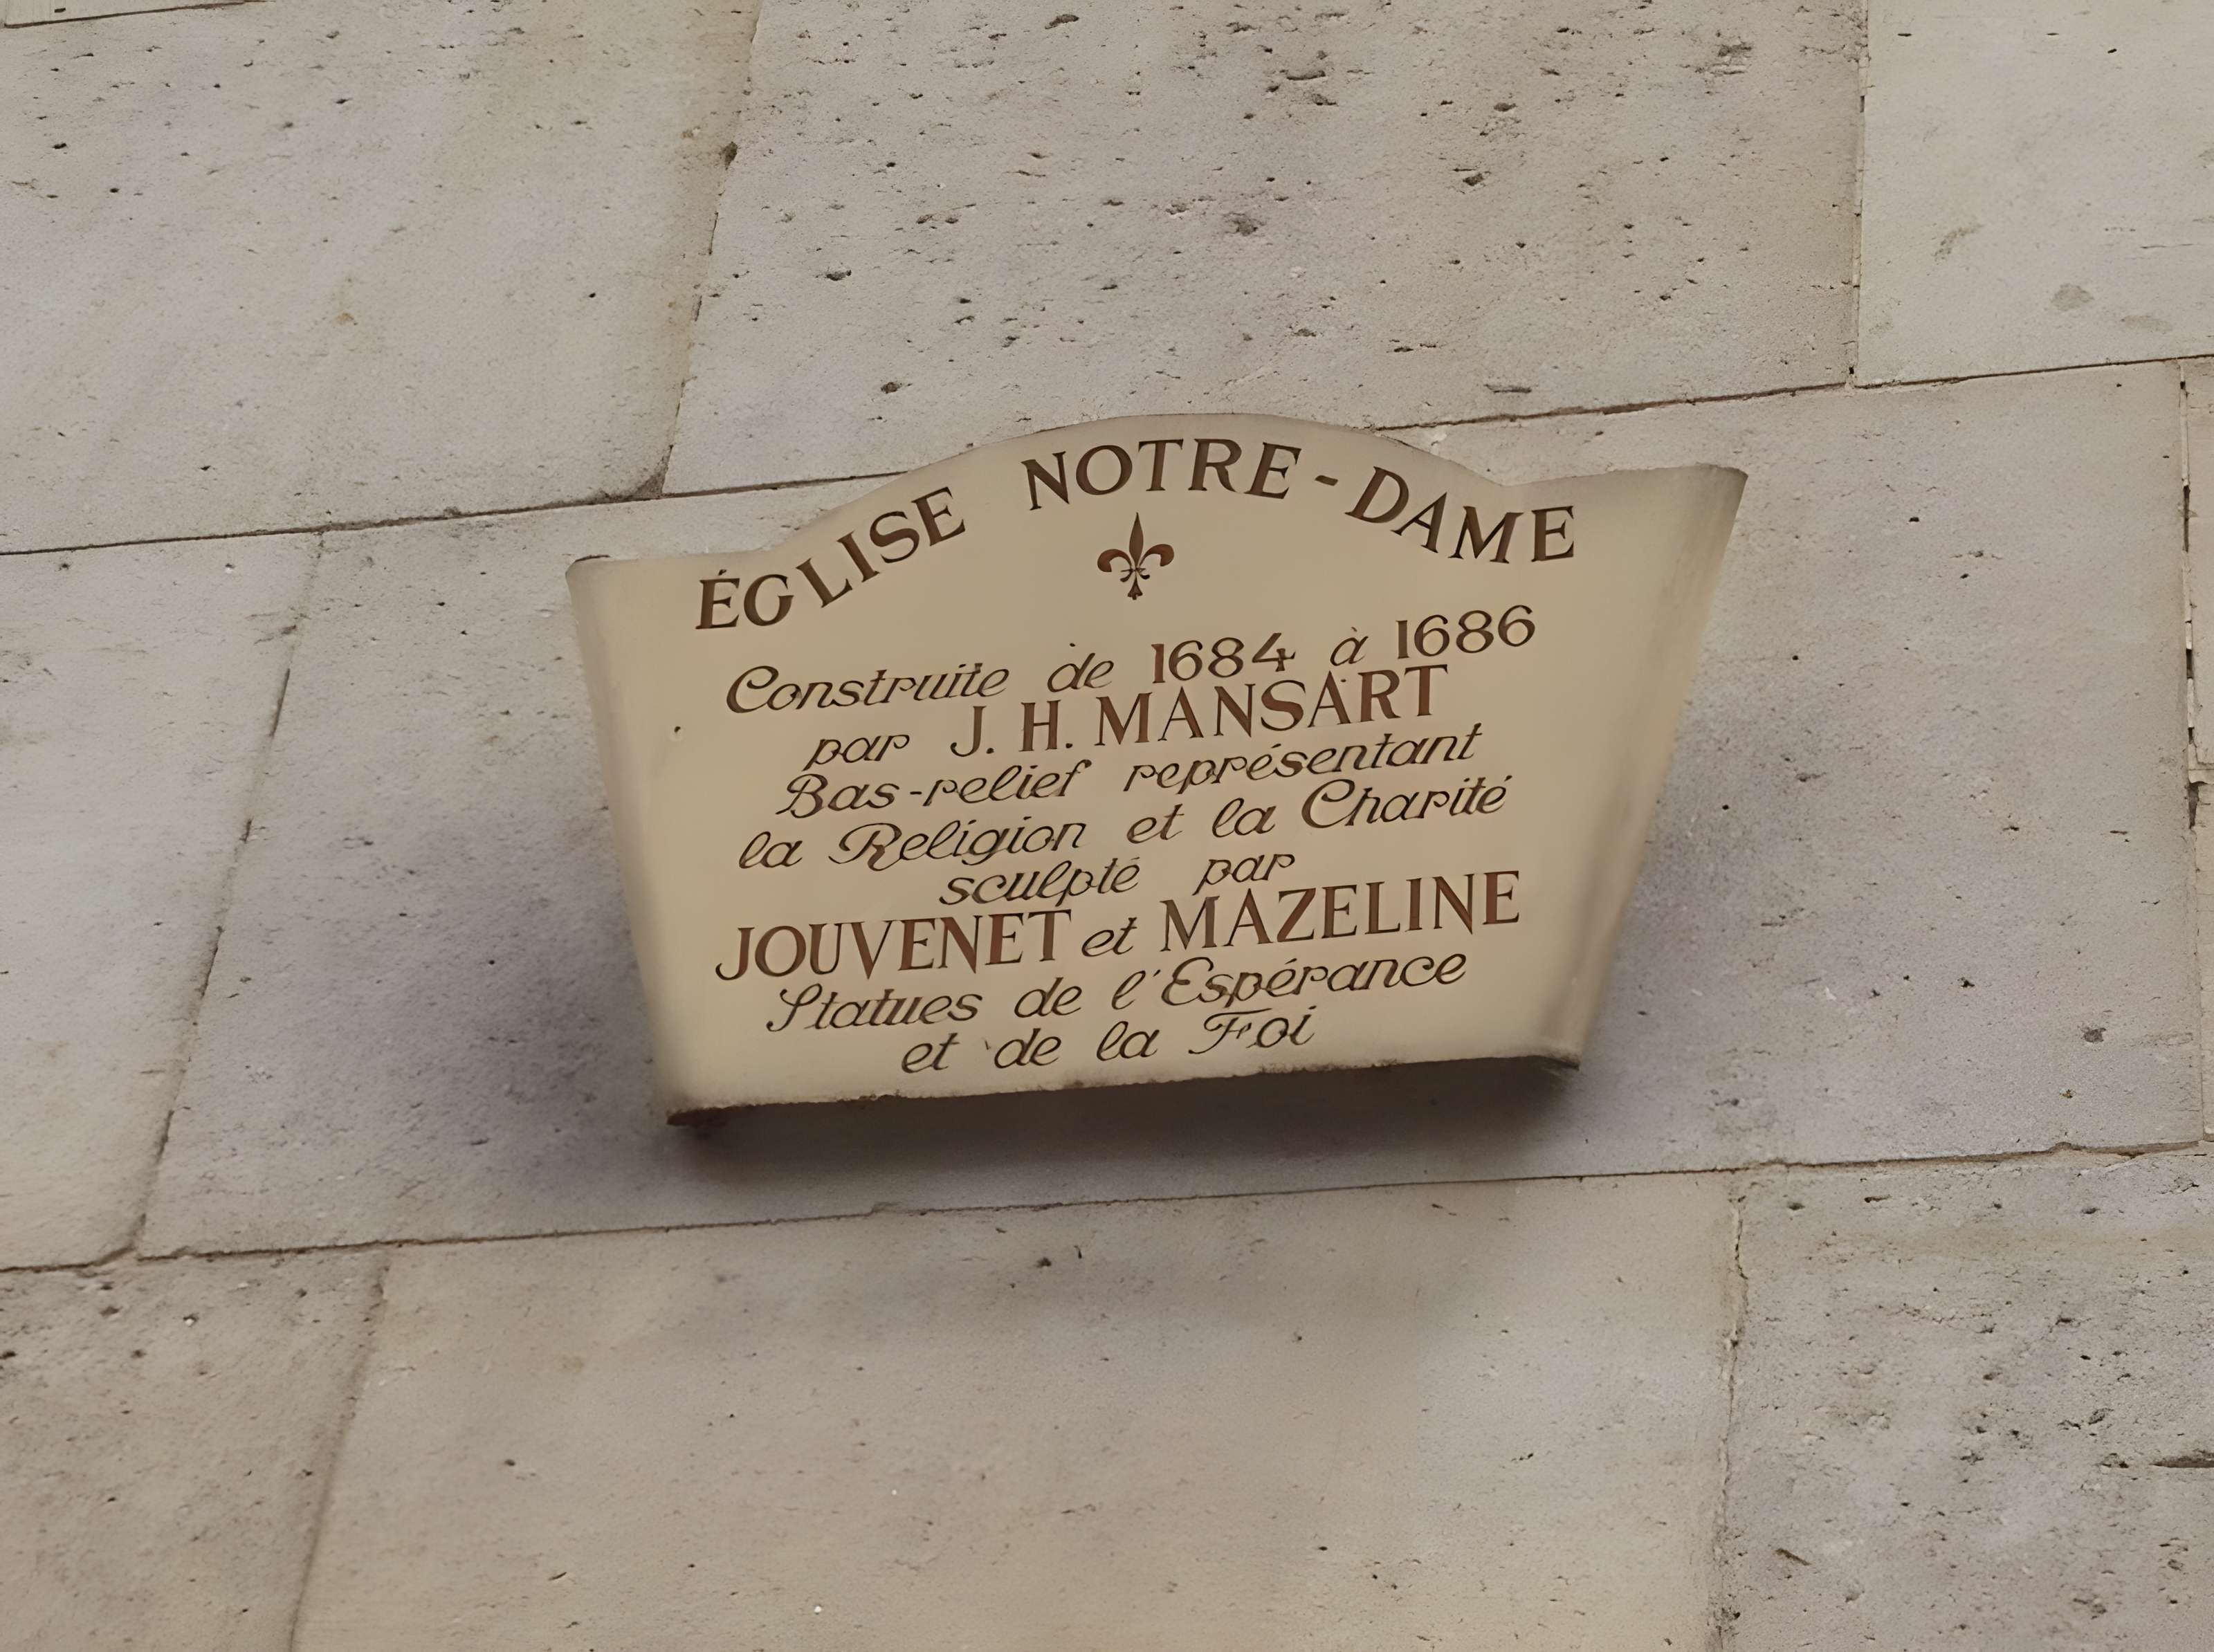 ÉGLISE NOTRE-DAME
Construite de 1684 à 1686
par J. H. MANSART
Bas-relief représentant
la Religion et la Charité
sculpté par
JOUVENET et MAZELINE
Statues de l'Espérance
et de la Foi